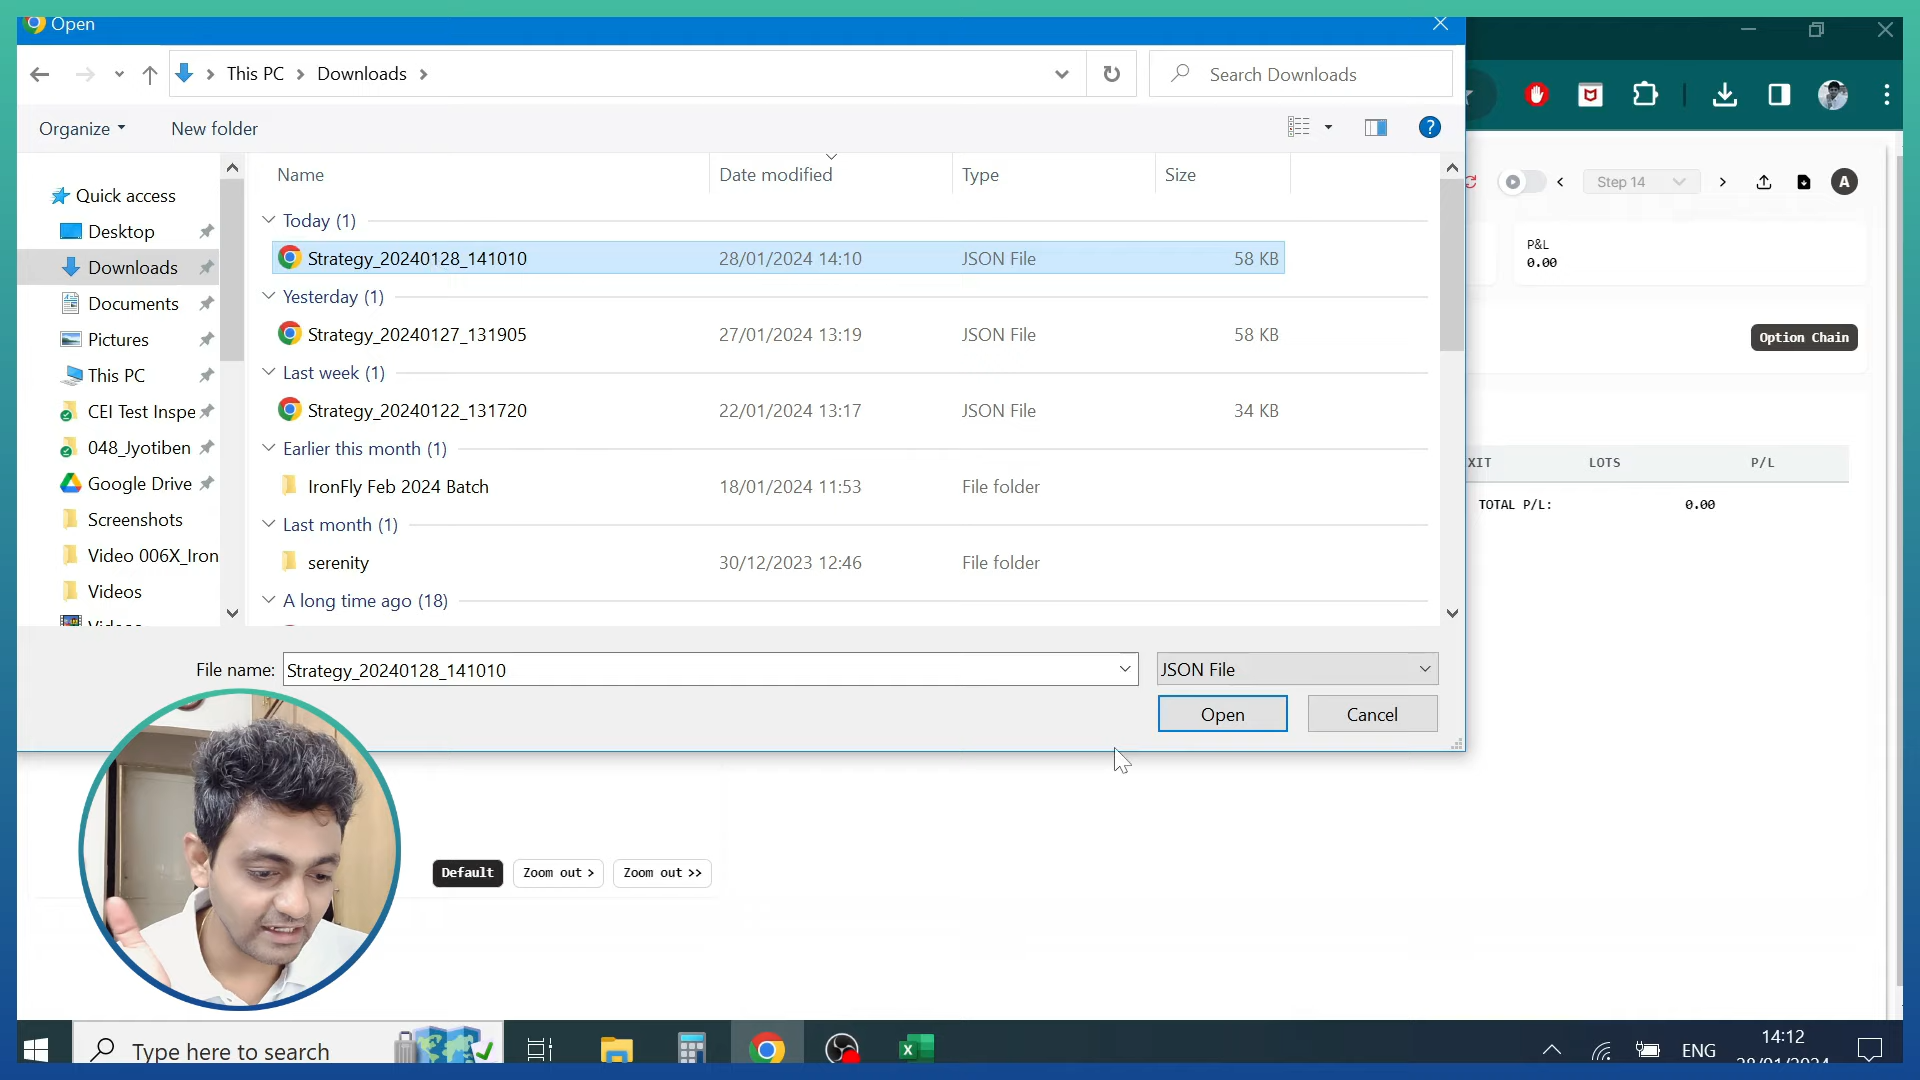 Open
This PC > Downloads >
Search Downloads
Organize
New folder
Name
Date modified
Type
Size
Quick access
Desktop
Downloads
Documents
Pictures
This PC
CEI Test Inspe
048_Jyotiben
Google Drive
Screenshots
Video 006X_Iron
Videos
Today (1)
Strategy_20240128_141010 28/01/2024 14:10 JSON File 58 KB
Yesterday (1)
Strategy_20240127_131905 27/01/2024 13:19 JSON File 58 KB
Last week (1)
Strategy_20240122_131720 22/01/2024 13:17 JSON File 34 KB
Earlier this month (1)
IronFly Feb 2024 Batch 18/01/2024 11:53 File folder
Last month (1)
serenity 30/12/2023 12:46 File folder
A long time ago (18)
File name: Strategy_20240128_141010
JSON File
Open
Cancel
Step 14
A
P&L
0.00
Option Chain
XIT LOTS P/L
TOTAL P/L: 0.00
Default
Zoom out >
Zoom out >>
Type here to search
ENG
14:12
28/01/2024